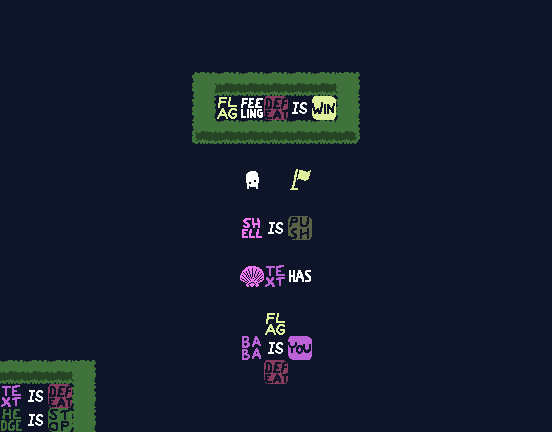 FLAG FEELING DEFEAT IS WIN
SHELL IS PUSH
TEXT HAS
FLAG
BABA IS YOU
DEFEAT
TEXT IS DEFEAT
HEDGE IS STOP